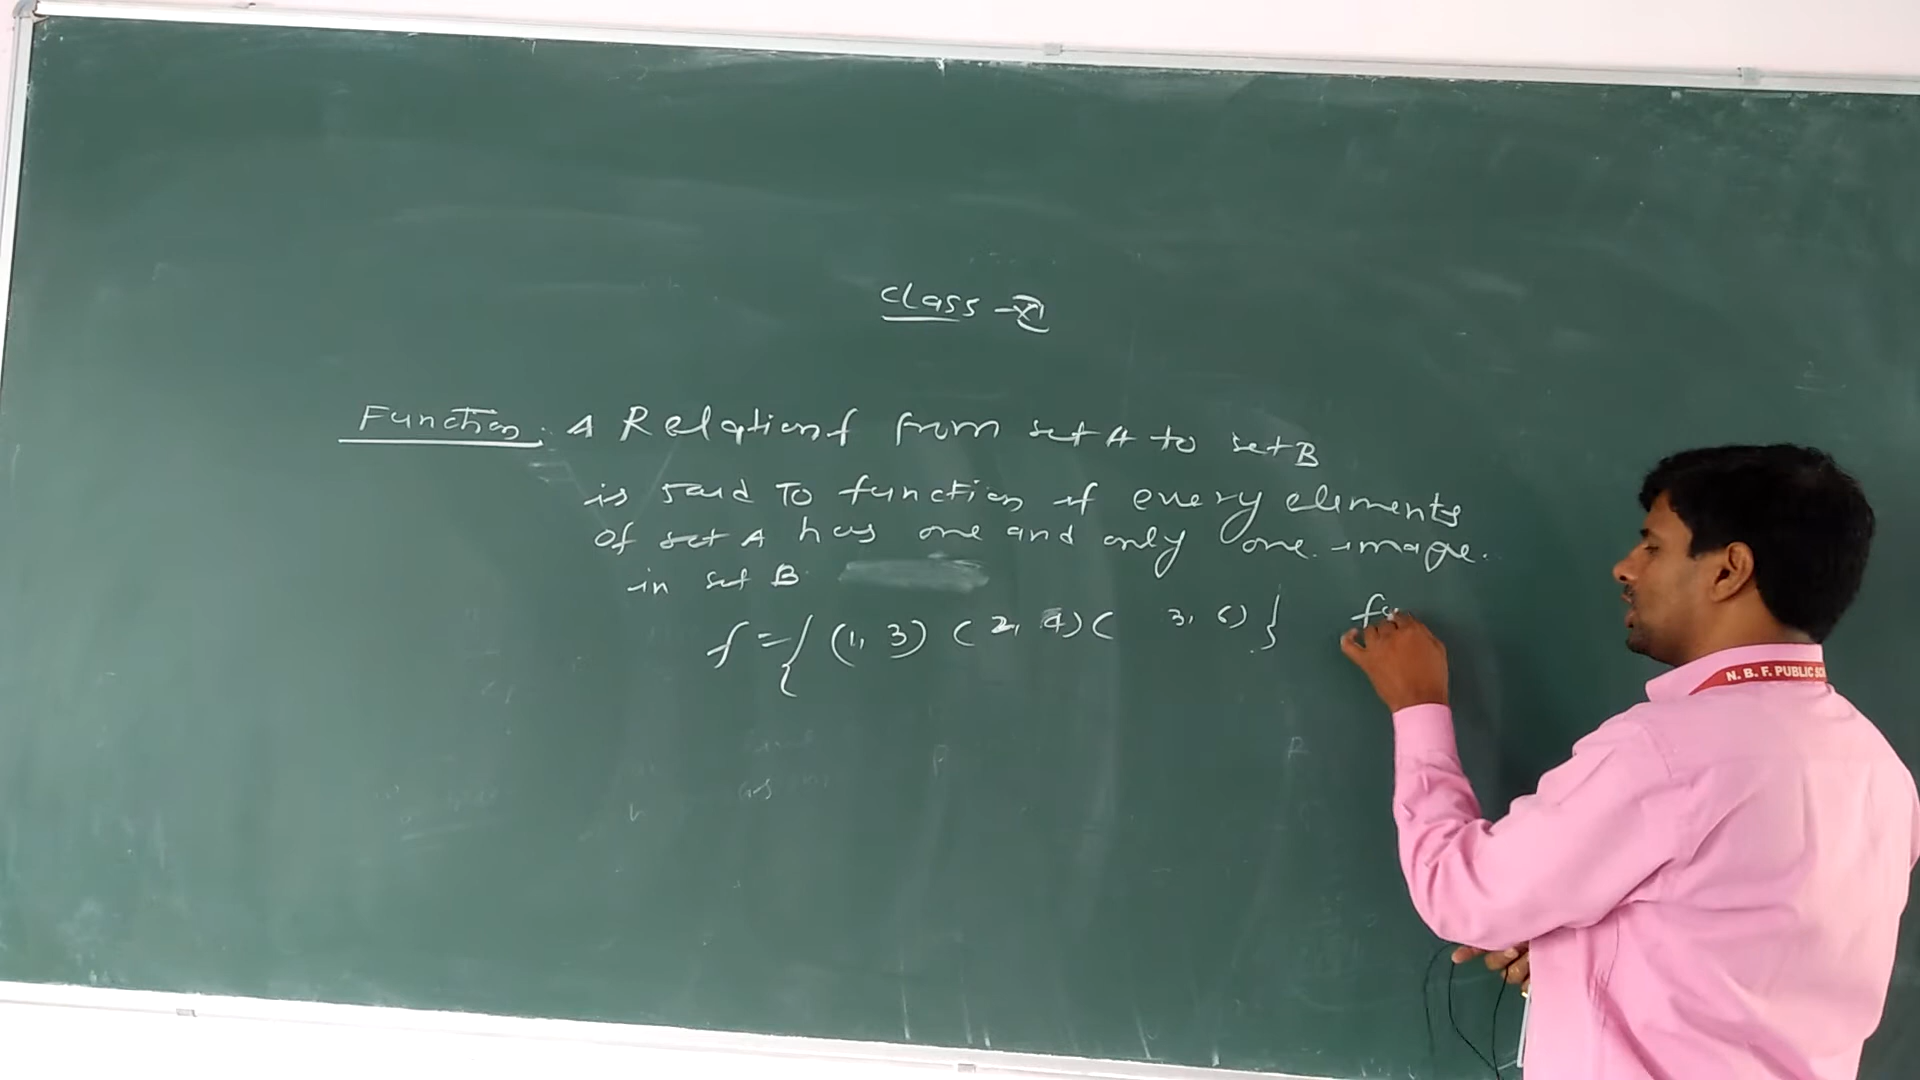 Class - XI
Function: A Relation f from set A to set B
is said To function if every elements
of set A has one and only one image.
in set B.
f = { (1, 3) (2, 4) ( 3, 6) } fu
N. B. F. PUBLIC SC